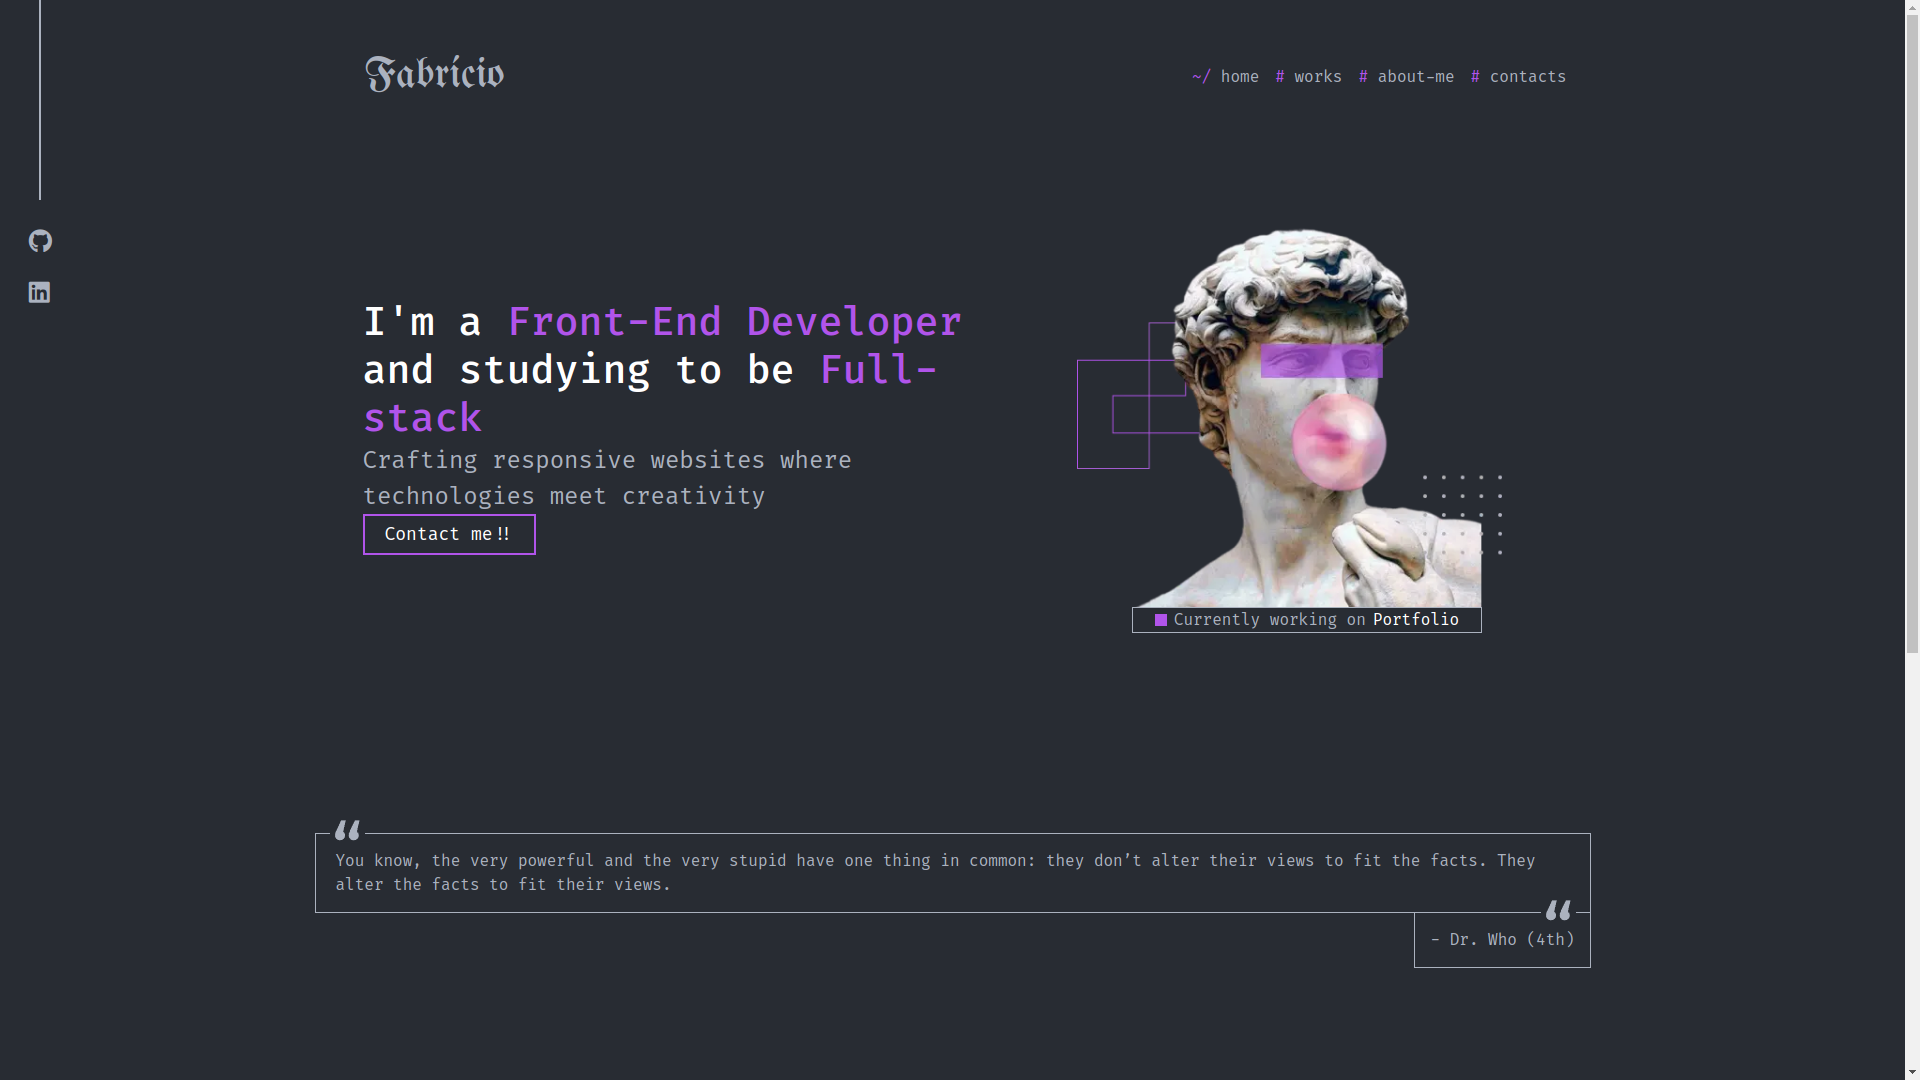 Fabrício
~/ home # works # about-me # contacts
I'm a Front-End Developer
and studying to be Full-
stack
Crafting responsive websites where
technologies meet creativity
Contact me!!
Currently working on Portfolio
“
You know, the very powerful and the very stupid have one thing in common: they don’t alter their views to fit the facts. They
alter the facts to fit their views.
“
- Dr. Who (4th)